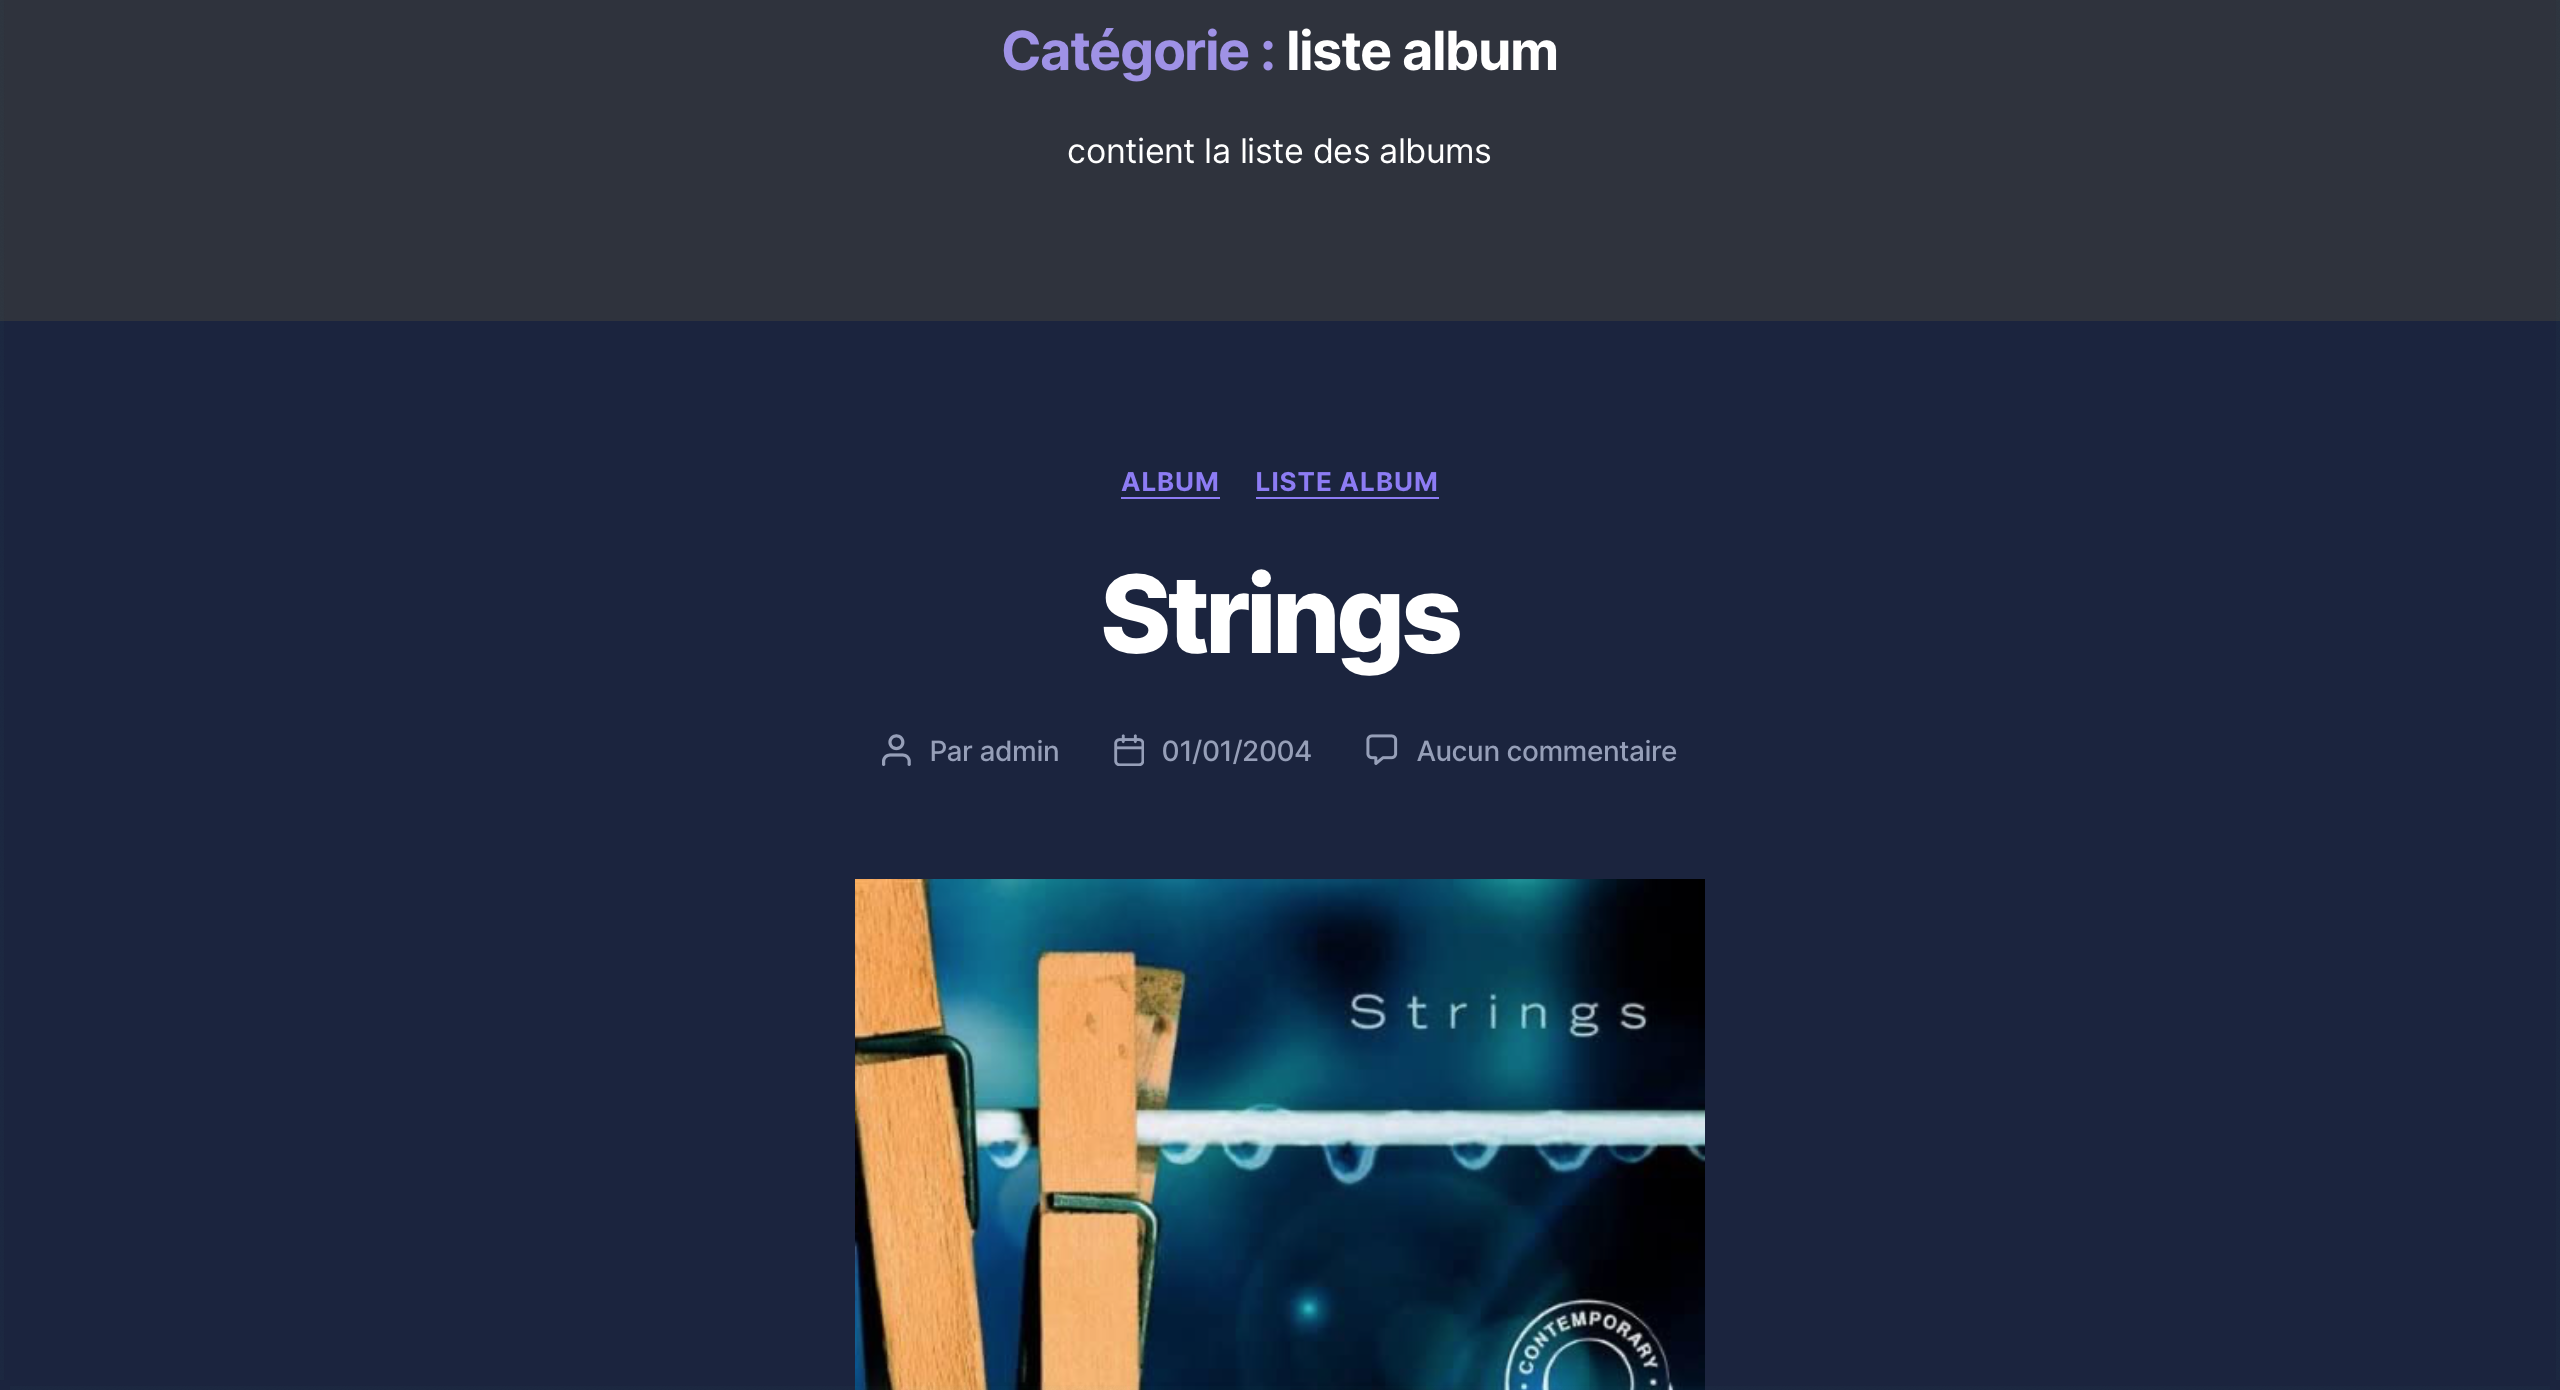 Catégorie : liste album
contient la liste des albums
ALBUM LISTE ALBUM
Strings
Par admin 01/01/2004 Aucun commentaire
Strings
CONTEMPORARY